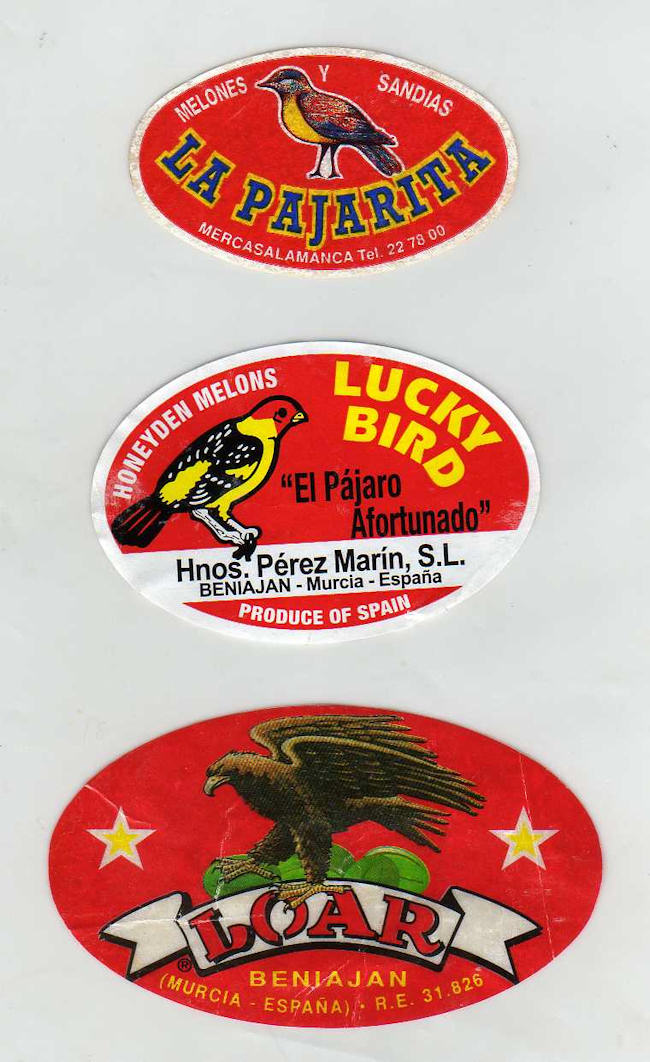 MELONES Y SANDIAS
LA PAJARITA
MERCASALAMANCA Tel. 22 78 00
HONEYDEN MELONS
LUCKY
BIRD
“El Pájaro
Afortunado”
Hnos. Pérez Marín, S.L.
BENIAJAN - Murcia - España
PRODUCE OF SPAIN
LOAR
®
BENIAJAN
(MURCIA - ESPAÑA) · R.E. 31.826